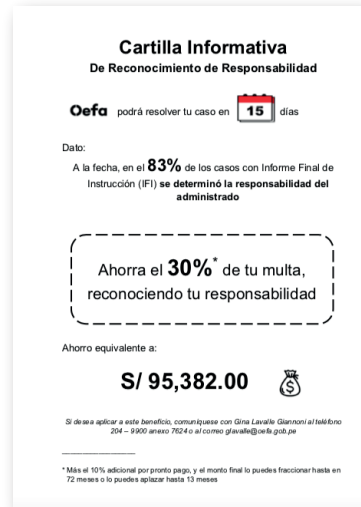 Cartilla Informativa
De Reconocimiento de Responsabilidad
Oefa podrá resolver tu caso en 15 días
Dato:
A la fecha, en el 83% de los casos con Informe Final de
Instrucción (IFI) se determinó la responsabilidad del
administrado
Ahorra el 30%* de tu multa,
reconociendo tu responsabilidad
Ahorro equivalente a:
S/ 95,382.00
$
Si desea aplicar a este beneficio, comuníquese con Gina Lavalle Giannoni al teléfono
204 – 9900 anexo 7624 o al correo glavalle@oefa.gob.pe
* Más el 10% adicional por pronto pago, y el monto final lo puedes fraccionar hasta en
72 meses o lo puedes aplazar hasta 13 meses